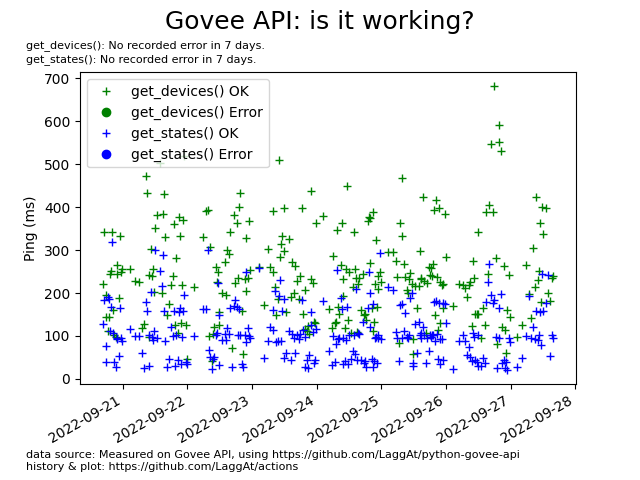 Govee API: is it working?
get_devices(): No recorded error in 7 days.
get_states(): No recorded error in 7 days.
700
600
500
400
300
200
100
0
Ping (ms)
get_devices() OK
get_devices() Error
get_states() OK
get_states() Error
2022-09-21
2022-09-22
2022-09-23
2022-09-24
2022-09-25
2022-09-26
2022-09-27
2022-09-28
data source: Measured on Govee API, using https://github.com/LaggAt/python-govee-api
history & plot: https://github.com/LaggAt/actions